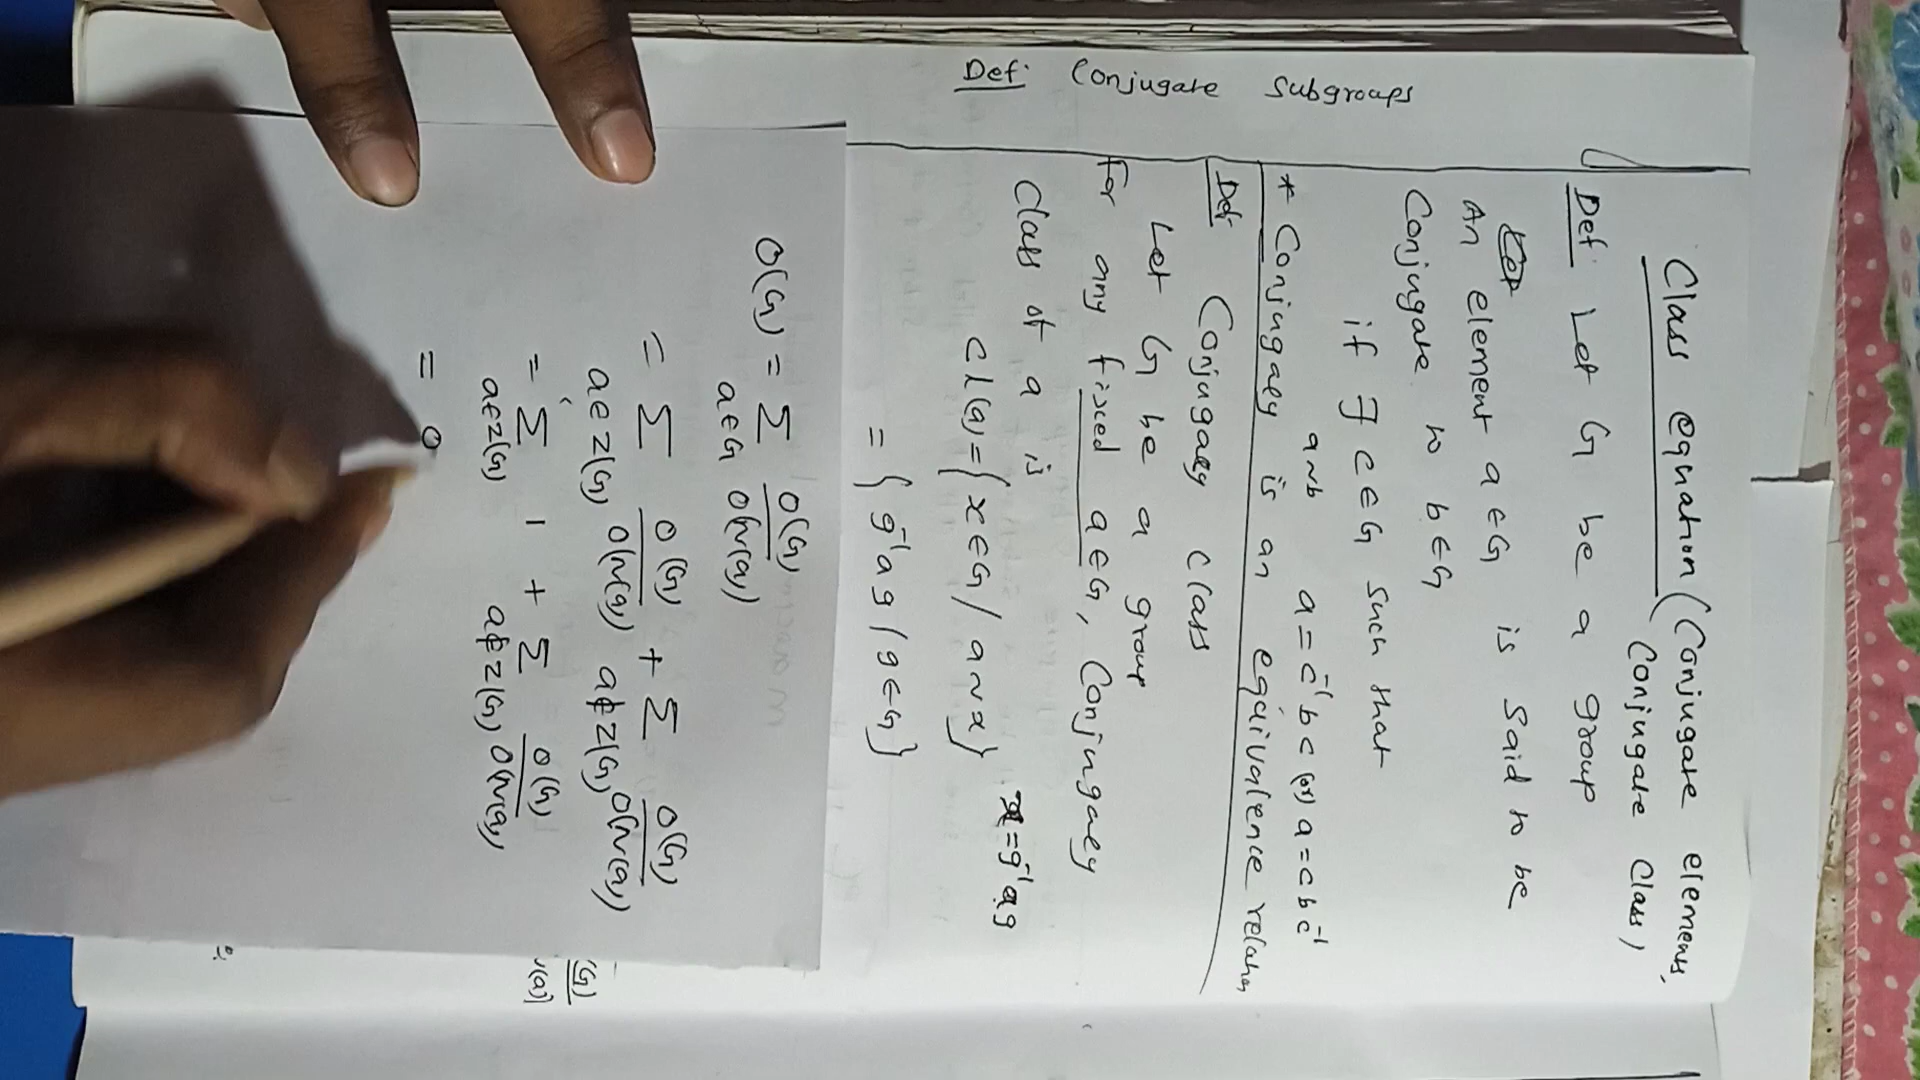 Def: Conjugate Subgroups
Class equation (Conjugate elements,
Conjugate Class)
Def: Let G be a group
An element a ∈ G is said to be
Conjugate to b ∈ G
if ∃ c ∈ G such that
a ~ b a = c⁻¹bc (or) a = cbc⁻¹
* Conjugacy is an equivalence relation
Def: Conjugacy class
Let G be a group
For any fixed a ∈ G, Conjugacy
Class of a is
cl(a) = {x ∈ G / a ~ x} x = g⁻¹ag
= {g⁻¹ag / g ∈ G}
O(G) = Σ a∈G O(G)/O(N(a))
= Σ a∈Z(G) O(G)/O(N(a)) + Σ a∉Z(G) O(G)/O(N(a))
= Σ a∈Z(G) 1 + Σ a∉Z(G) O(G)/O(N(a))
= O